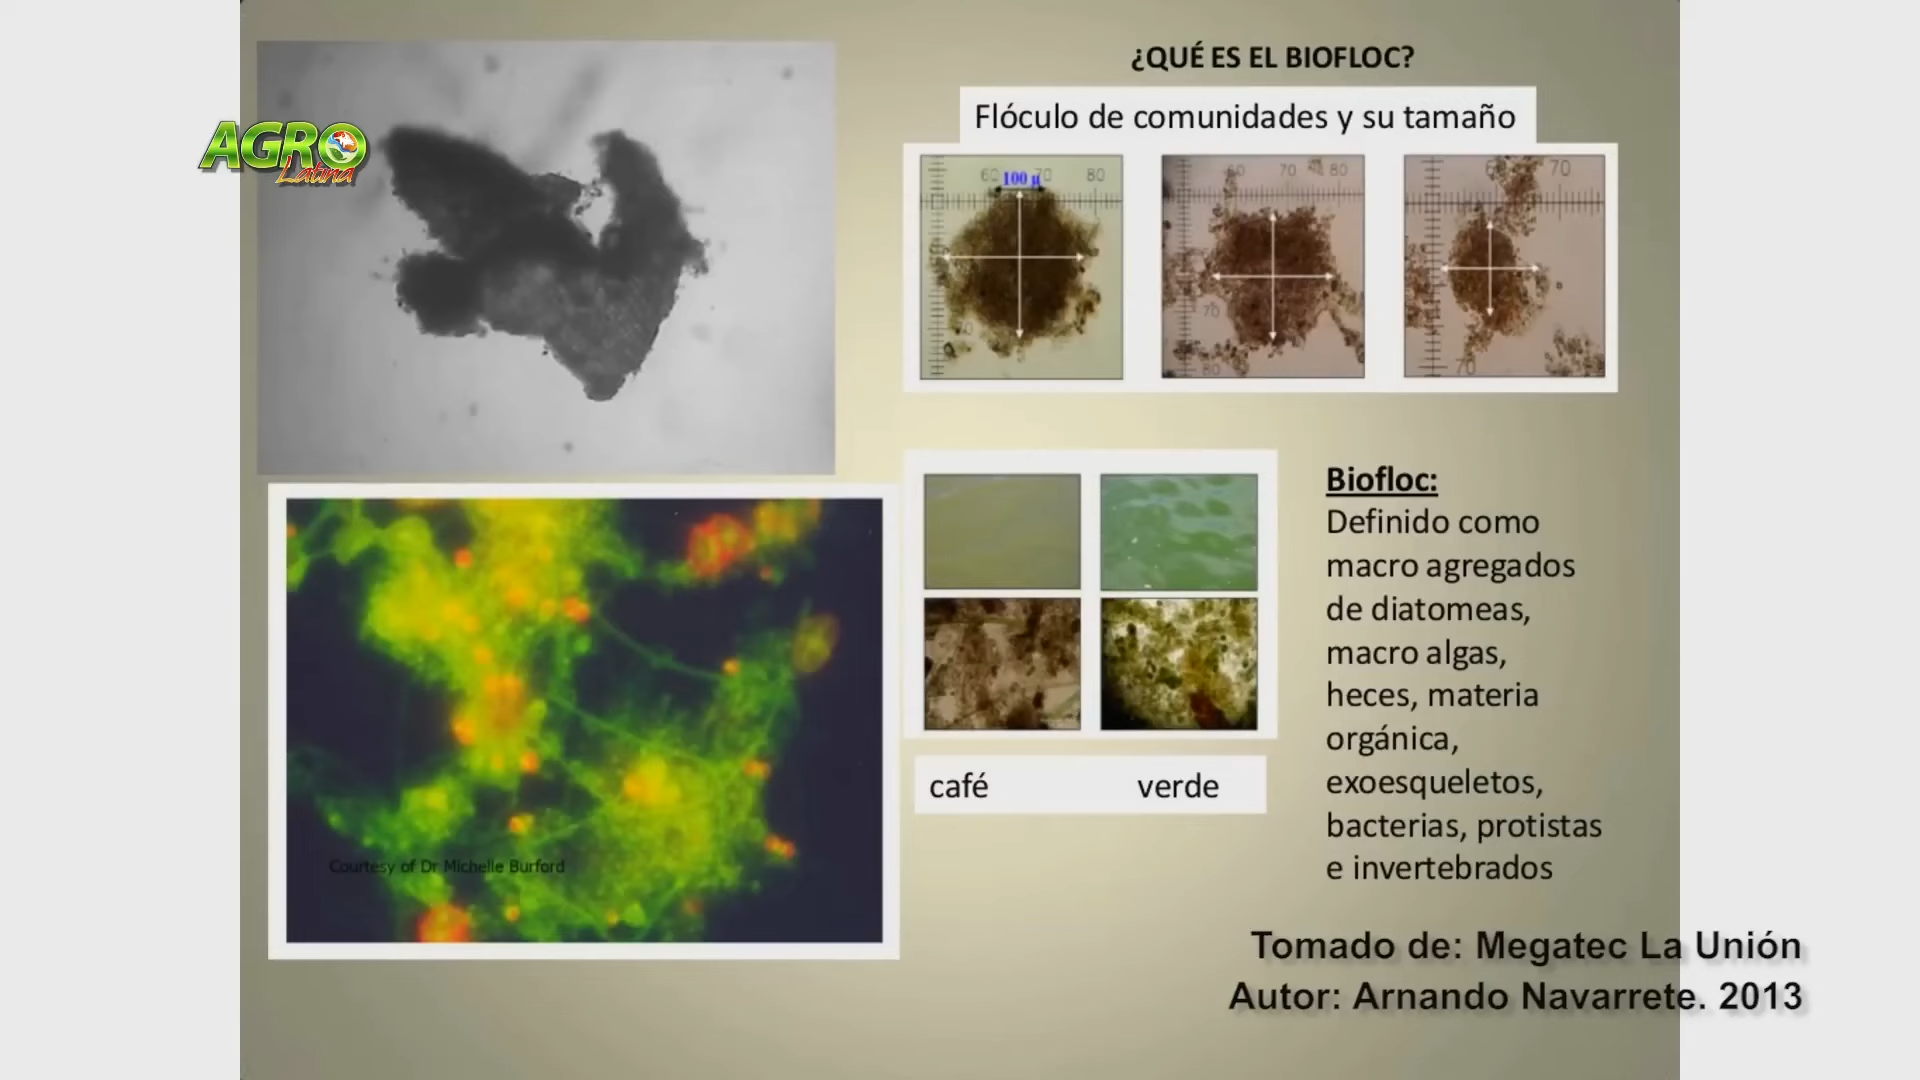 ¿QUÉ ES EL BIOFLOC?
Flóculo de comunidades y su tamaño
AGRO
Latina
60 70 80
100 µ
60 70 80
70
80
60 70
70
café verde
Biofloc:
Definido como
macro agregados
de diatomeas,
macro algas,
heces, materia
orgánica,
exoesqueletos,
bacterias, protistas
e invertebrados
Courtesy of Dr Michelle Burford
Tomado de: Megatec La Unión
Autor: Arnando Navarrete. 2013